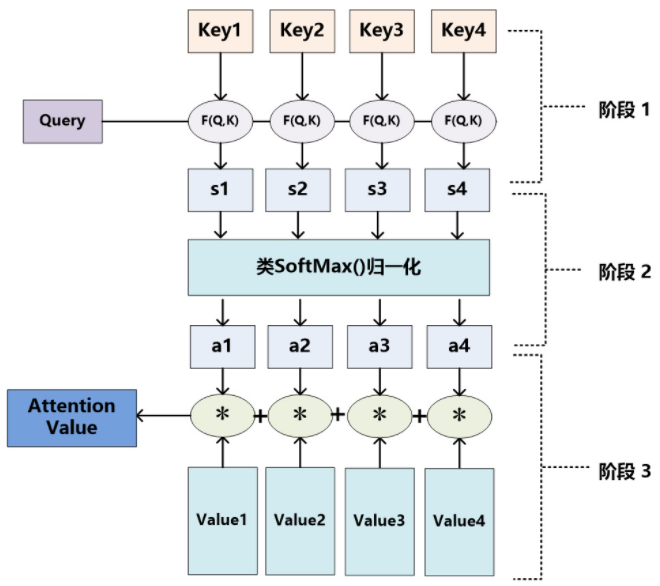 Key1 Key2 Key3 Key4
阶段 1
Query F(Q,K) F(Q,K) F(Q,K) F(Q,K)
s1 s2 s3 s4
类SoftMax()归一化
阶段 2
a1 a2 a3 a4
Attention
Value
* + * + * + *
阶段 3
Value1 Value2 Value3 Value4